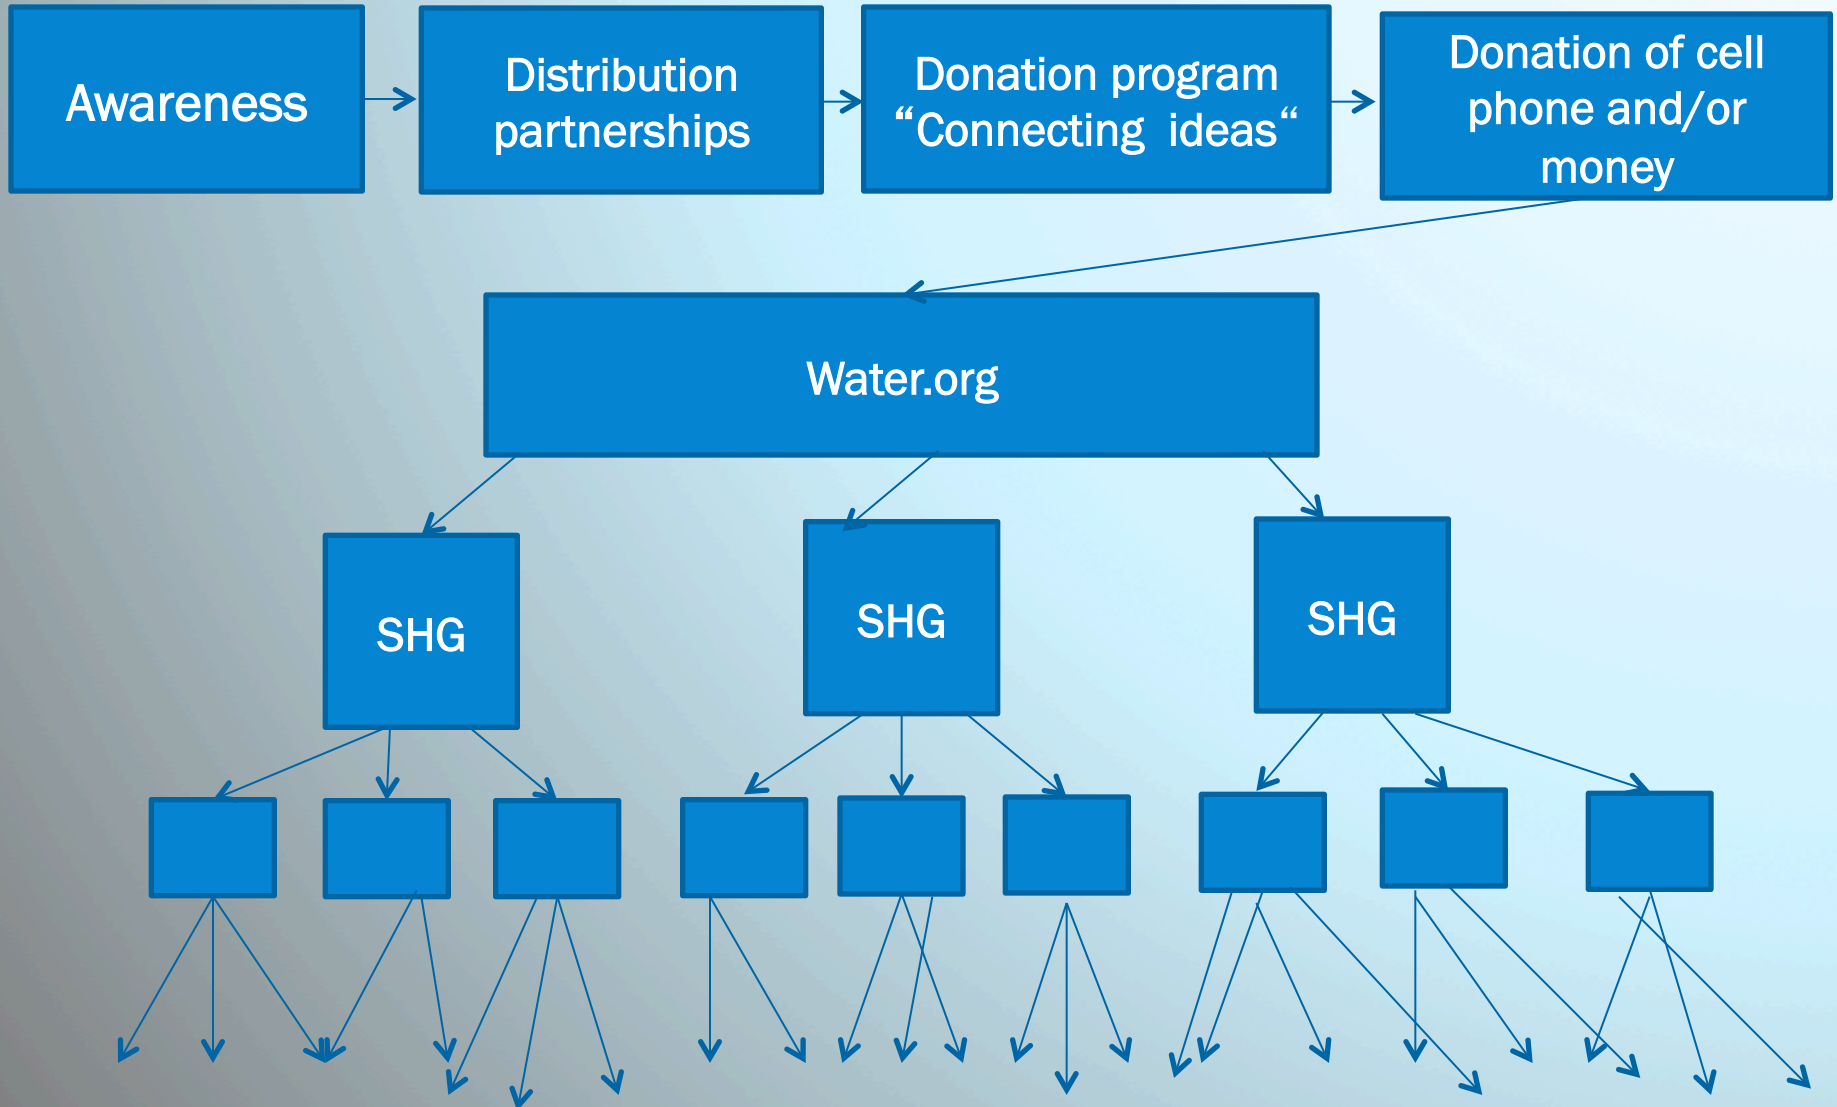 Awareness
Distribution
partnerships
Donation program
“Connecting  ideas“
Donation of cell
phone and/or
money
Water.org
SHG
SHG
SHG